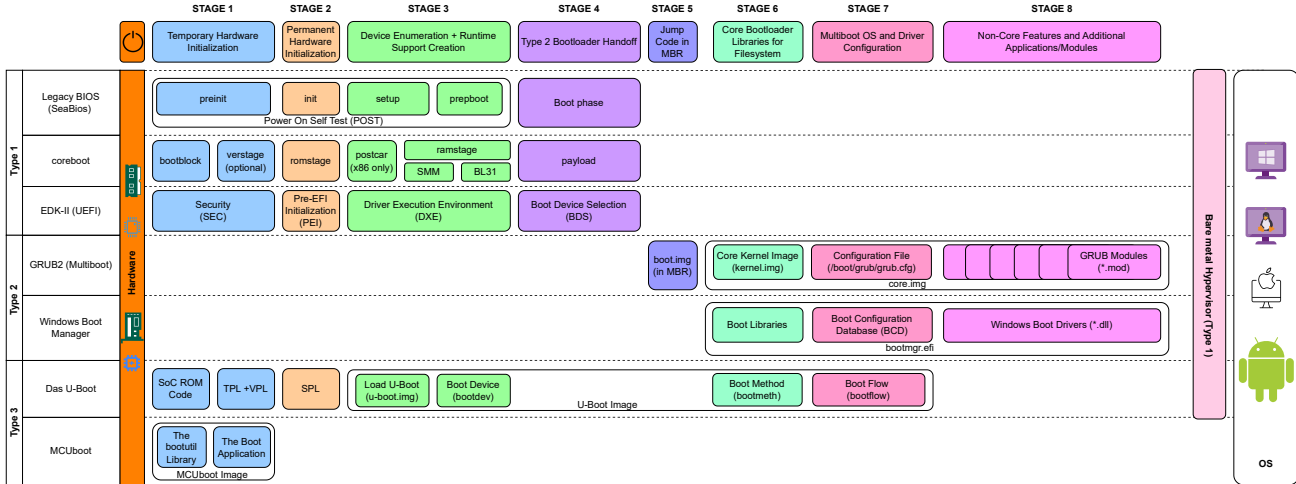 STAGE 1
STAGE 2
STAGE 3
STAGE 4
STAGE 5
STAGE 6
STAGE 7
STAGE 8
Temporary Hardware
Initialization
Permanent
Hardware
Initialization
Device Enumeration + Runtime
Support Creation
Type 2 Bootloader Handoff
Jump
Code in
MBR
Core Bootloader
Libraries for
Filesystem
Multiboot OS and Driver
Configuration
Non-Core Features and Additional
Applications/Modules
Type 1
Legacy BIOS
(SeaBios)
preinit
init
setup
prepboot
Power On Self Test (POST)
Boot phase
coreboot
bootblock
verstage
(optional)
romstage
postcar
(x86 only)
ramstage
SMM
BL31
payload
EDK-II (UEFI)
Security
(SEC)
Pre-EFI
Initialization
(PEI)
Driver Execution Environment
(DXE)
Boot Device Selection
(BDS)
Hardware
Type 2
GRUB2 (Multiboot)
boot.img
(in MBR)
Core Kernel Image
(kernel.img)
Configuration File
(/boot/grub/grub.cfg)
GRUB Modules
(*.mod)
core.img
Windows Boot
Manager
Boot Libraries
Boot Configuration
Database (BCD)
Windows Boot Drivers (*.dll)
bootmgr.efi
Type 3
Das U-Boot
SoC ROM
Code
TPL +VPL
SPL
Load U-Boot
(u-boot.img)
Boot Device
(bootdev)
Boot Method
(bootmeth)
Boot Flow
(bootflow)
U-Boot Image
MCUboot
The
bootutil
Library
The Boot
Application
MCUboot Image
Bare metal Hypervisor (Type 1)
OS